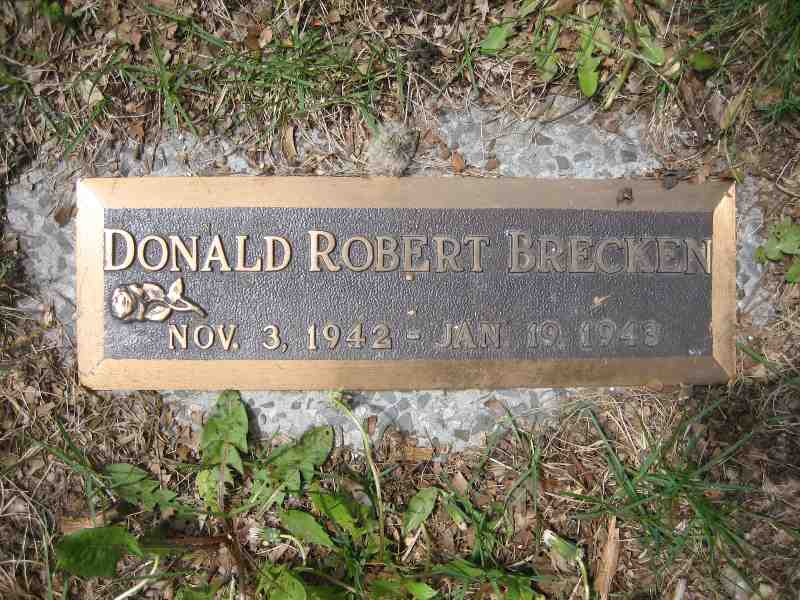 DONALD ROBERT BRECKEN
NOV. 3, 1942 - JAN. 19, 1943